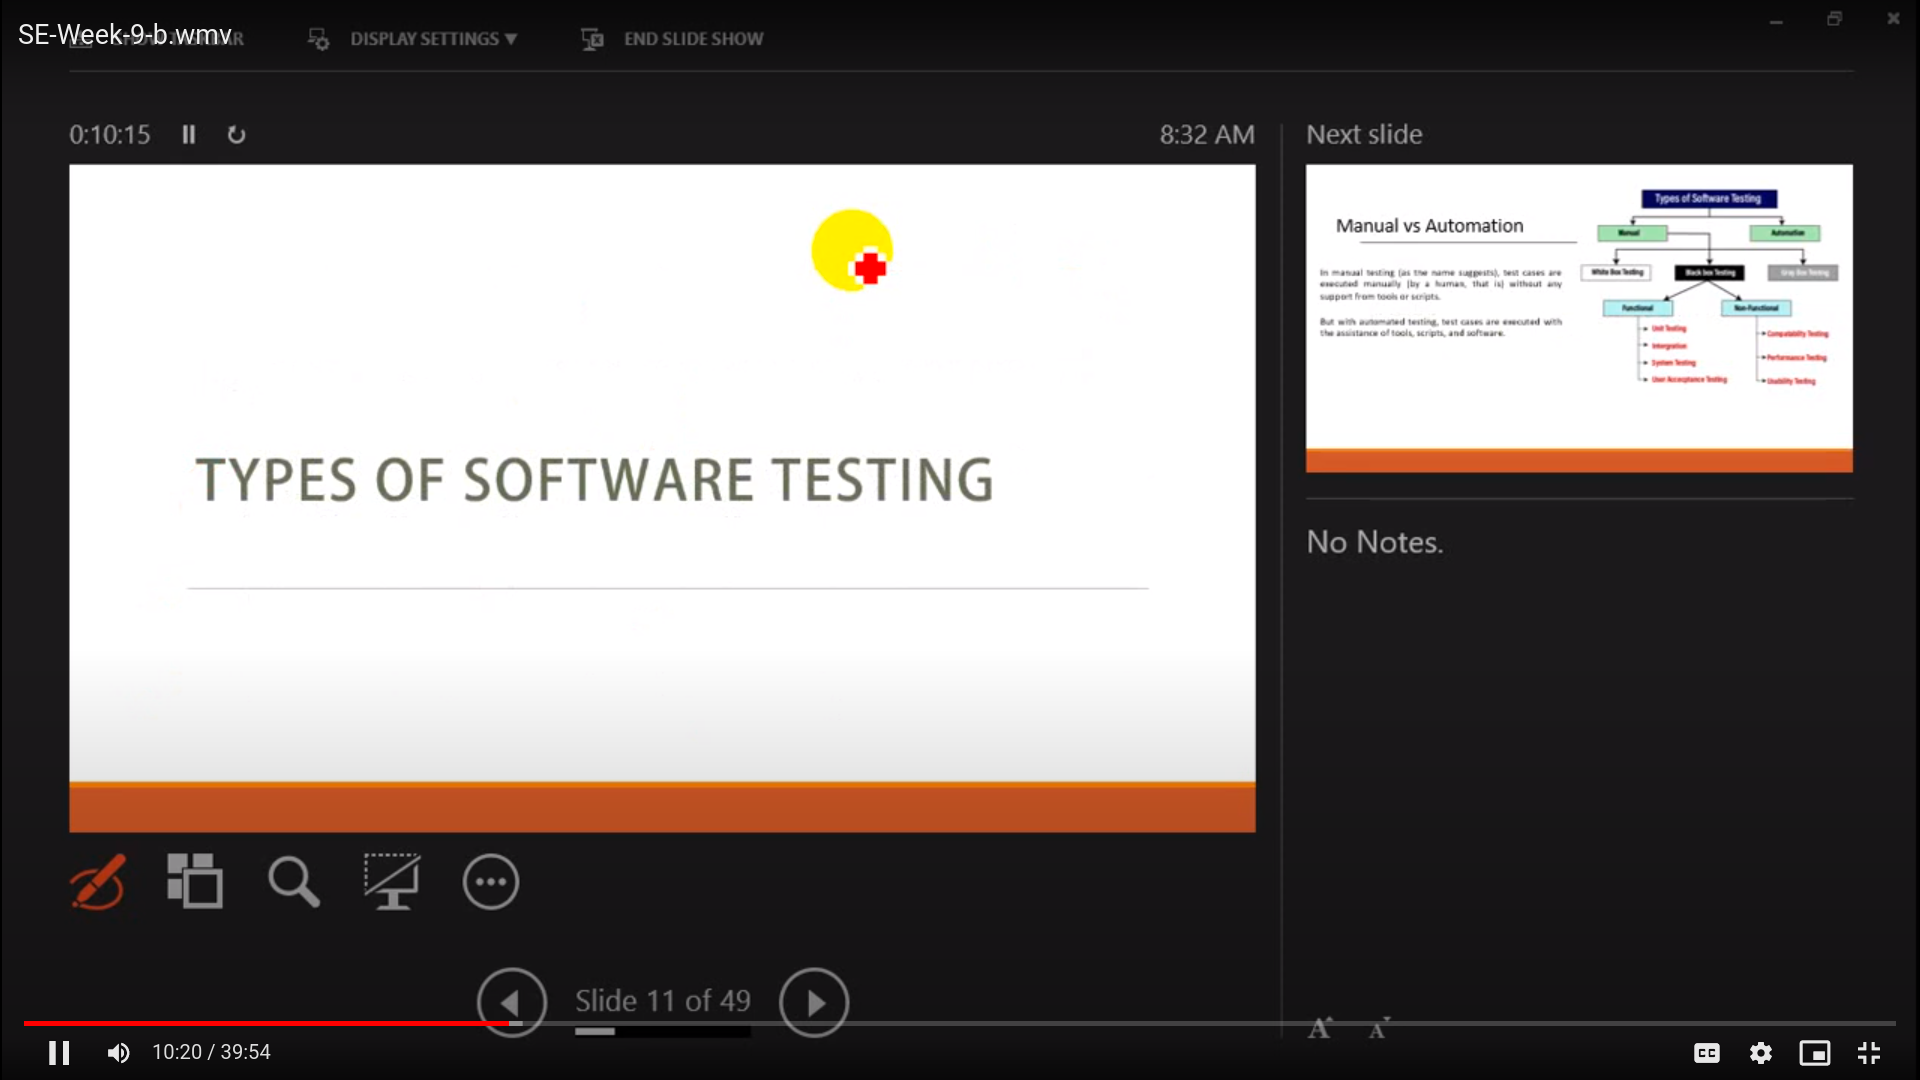 SE-Week-9-b.wmv
DISPLAY SETTINGS ▼
END SLIDE SHOW
0:10:15
8:32 AM
Next slide
TYPES OF SOFTWARE TESTING
Types of Software Testing
Manual vs Automation
Manual
Automation
In manual testing (as the name suggests), test cases are
executed manually (by a human, that is) without any
support from tools or scripts.
But with automated testing, test cases are executed with
the assistance of tools, scripts, and software.
White Box Testing
Black box Testing
Gray Box Testing
Functional
Non-Functional
Unit Testing
Intergration
System Testing
User Acceptance Testing
Compatability Testing
Performance Testing
Usability Testing
No Notes.
Slide 11 of 49
A A
10:20 / 39:54
CC